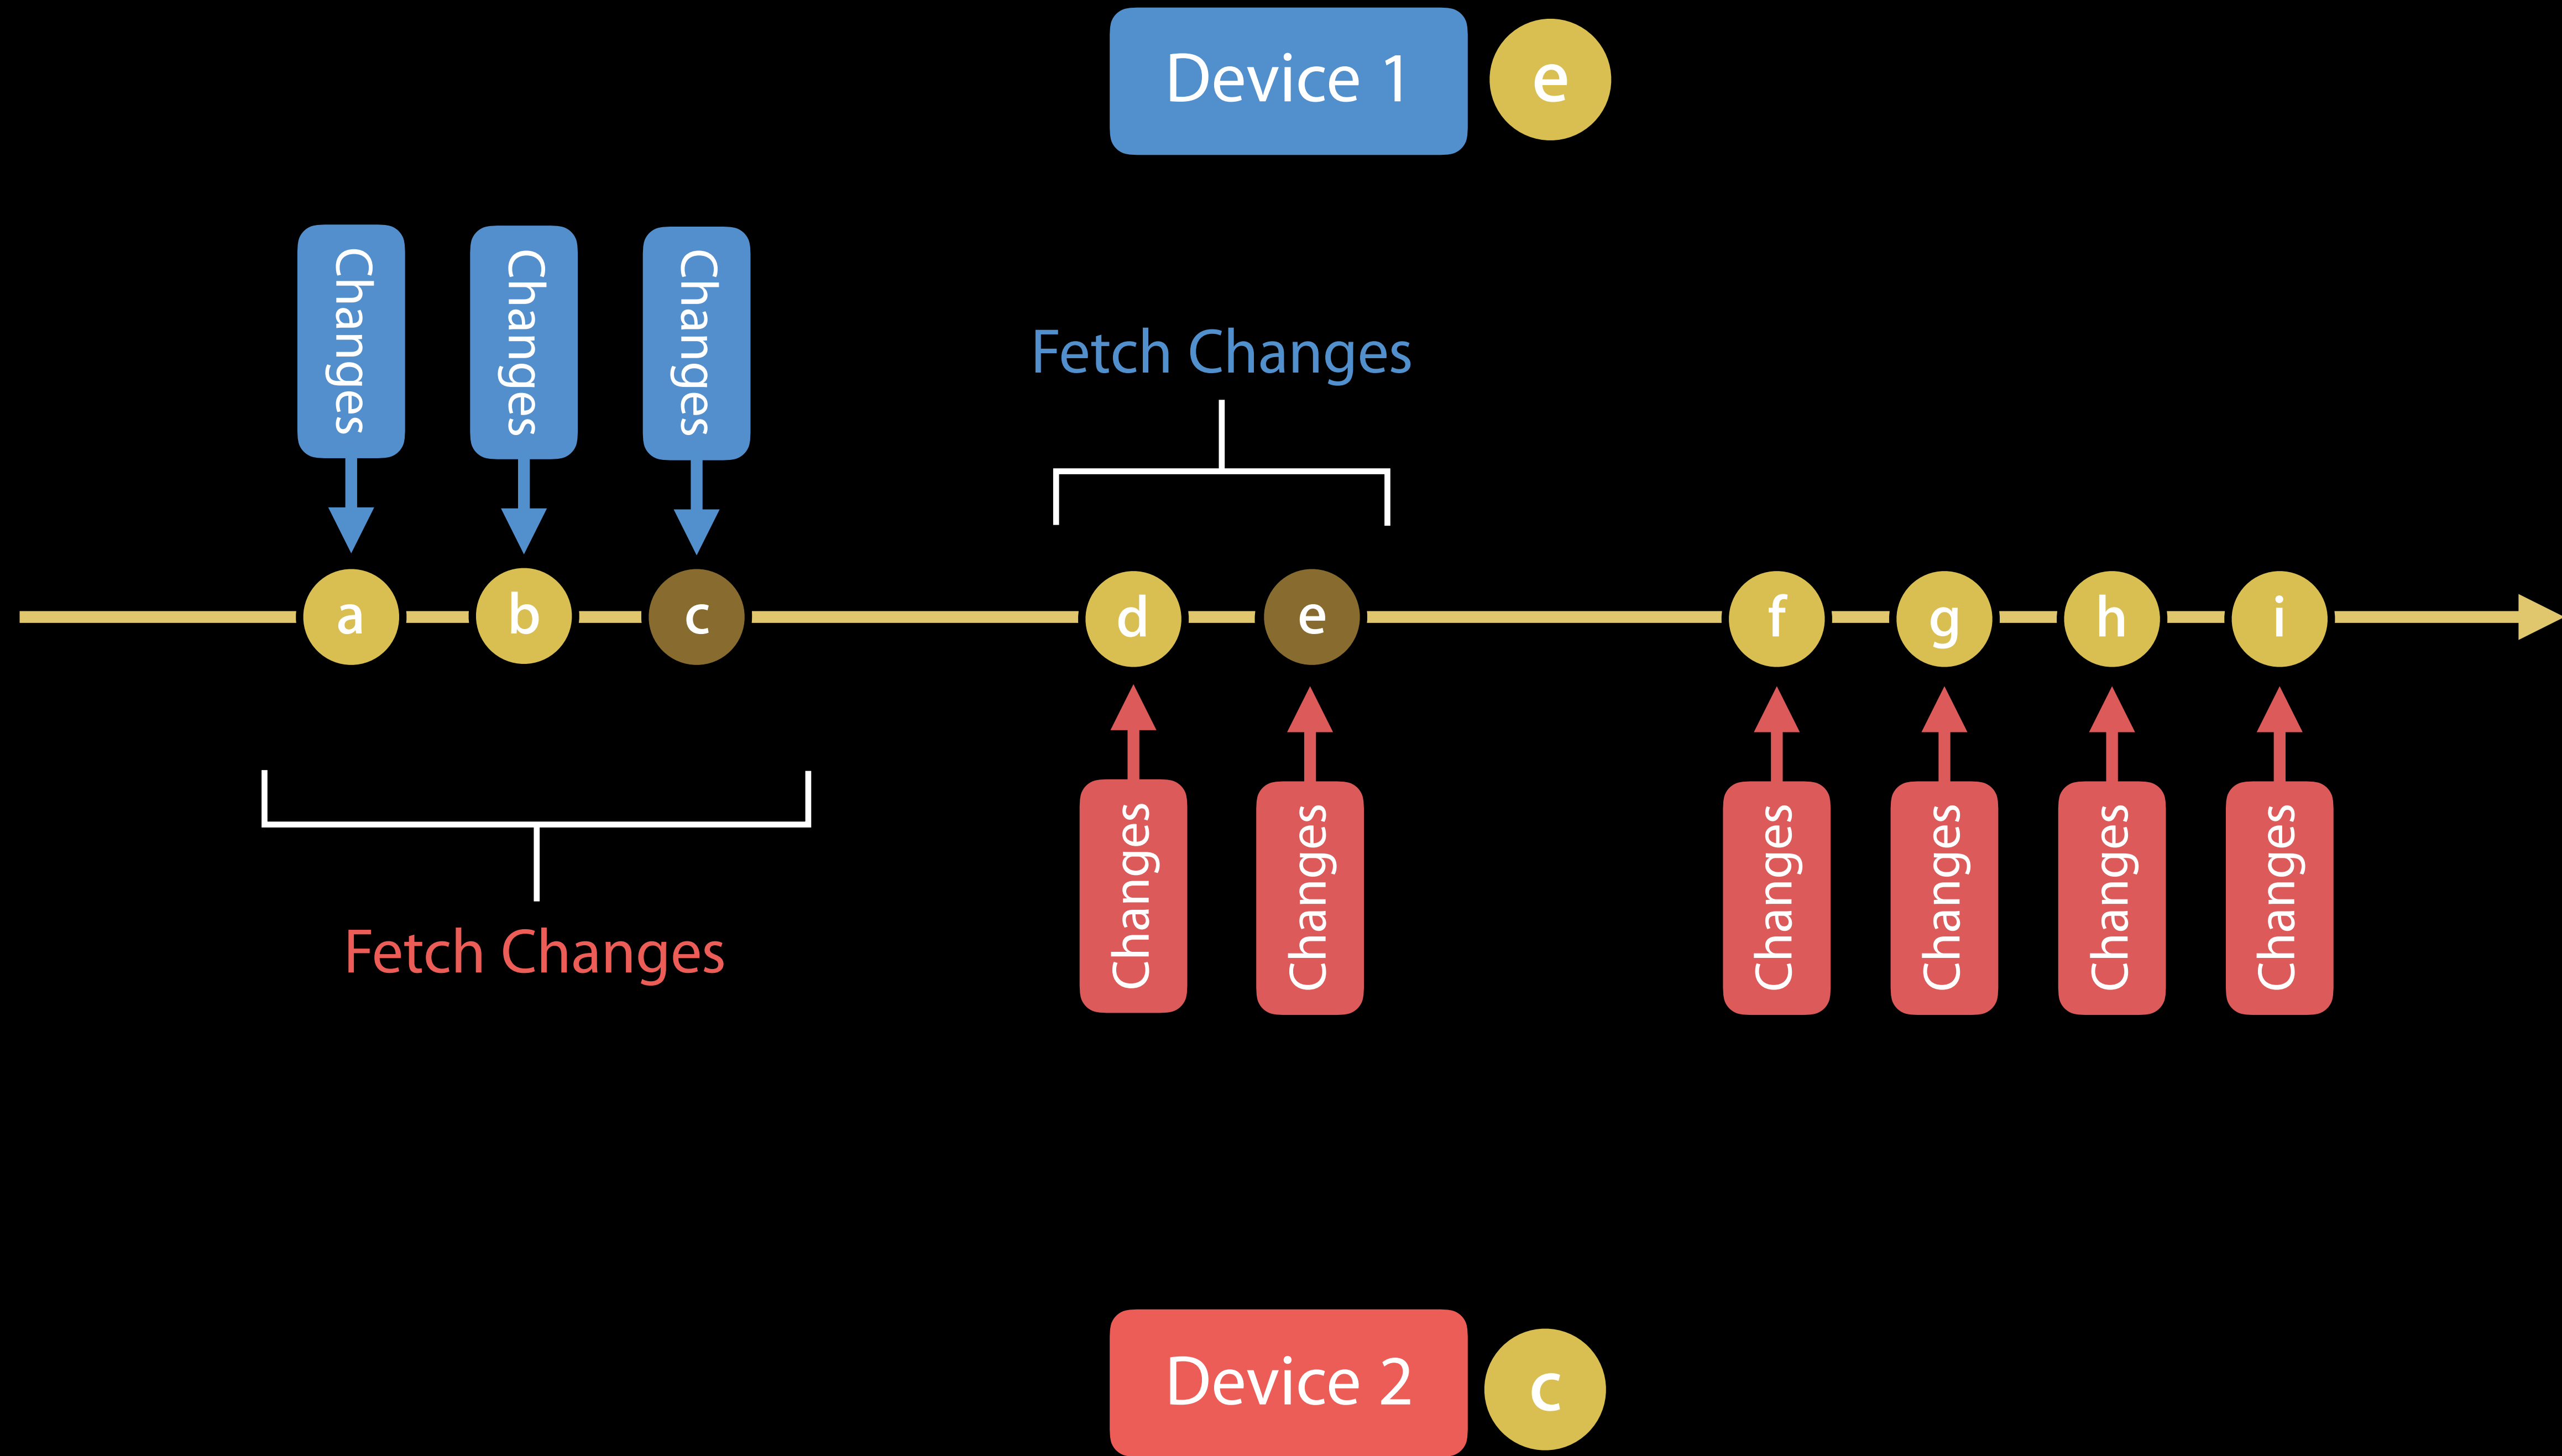 Device 1
e
Changes
Changes
Changes
Fetch Changes
a
b
c
d
e
f
g
h
i
Changes
Changes
Changes
Changes
Changes
Changes
Fetch Changes
Device 2
c